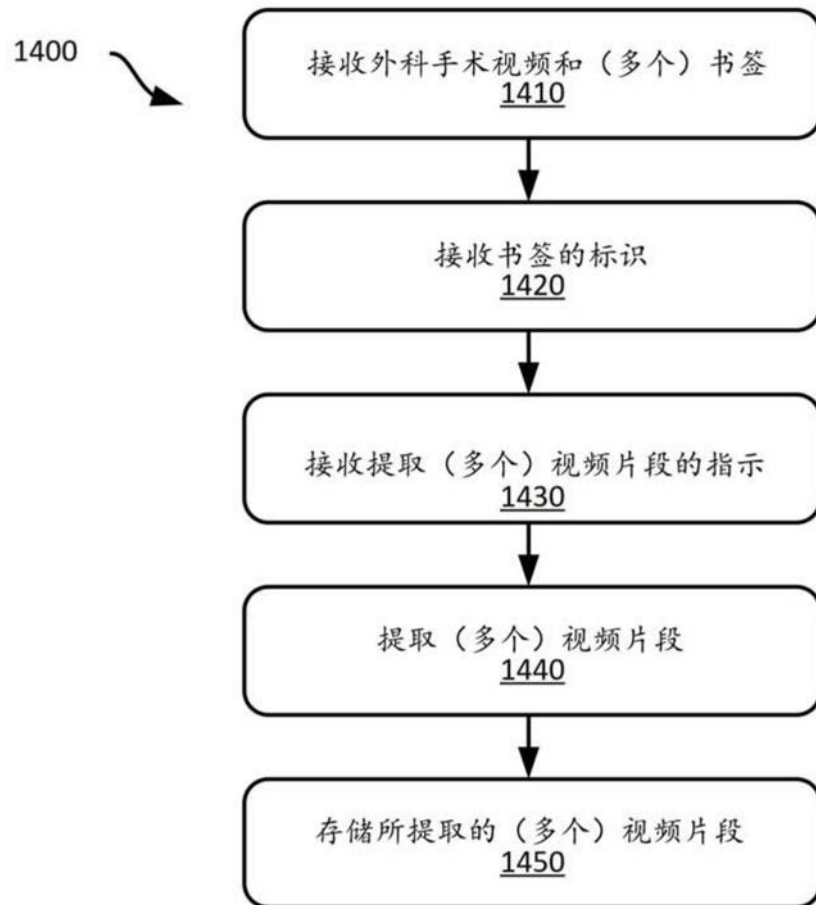 1400
接收外科手术视频和（多个）书签
1410
接收书签的标识
1420
接收提取（多个）视频片段的指示
1430
提取（多个）视频片段
1440
存储所提取的（多个）视频片段
1450